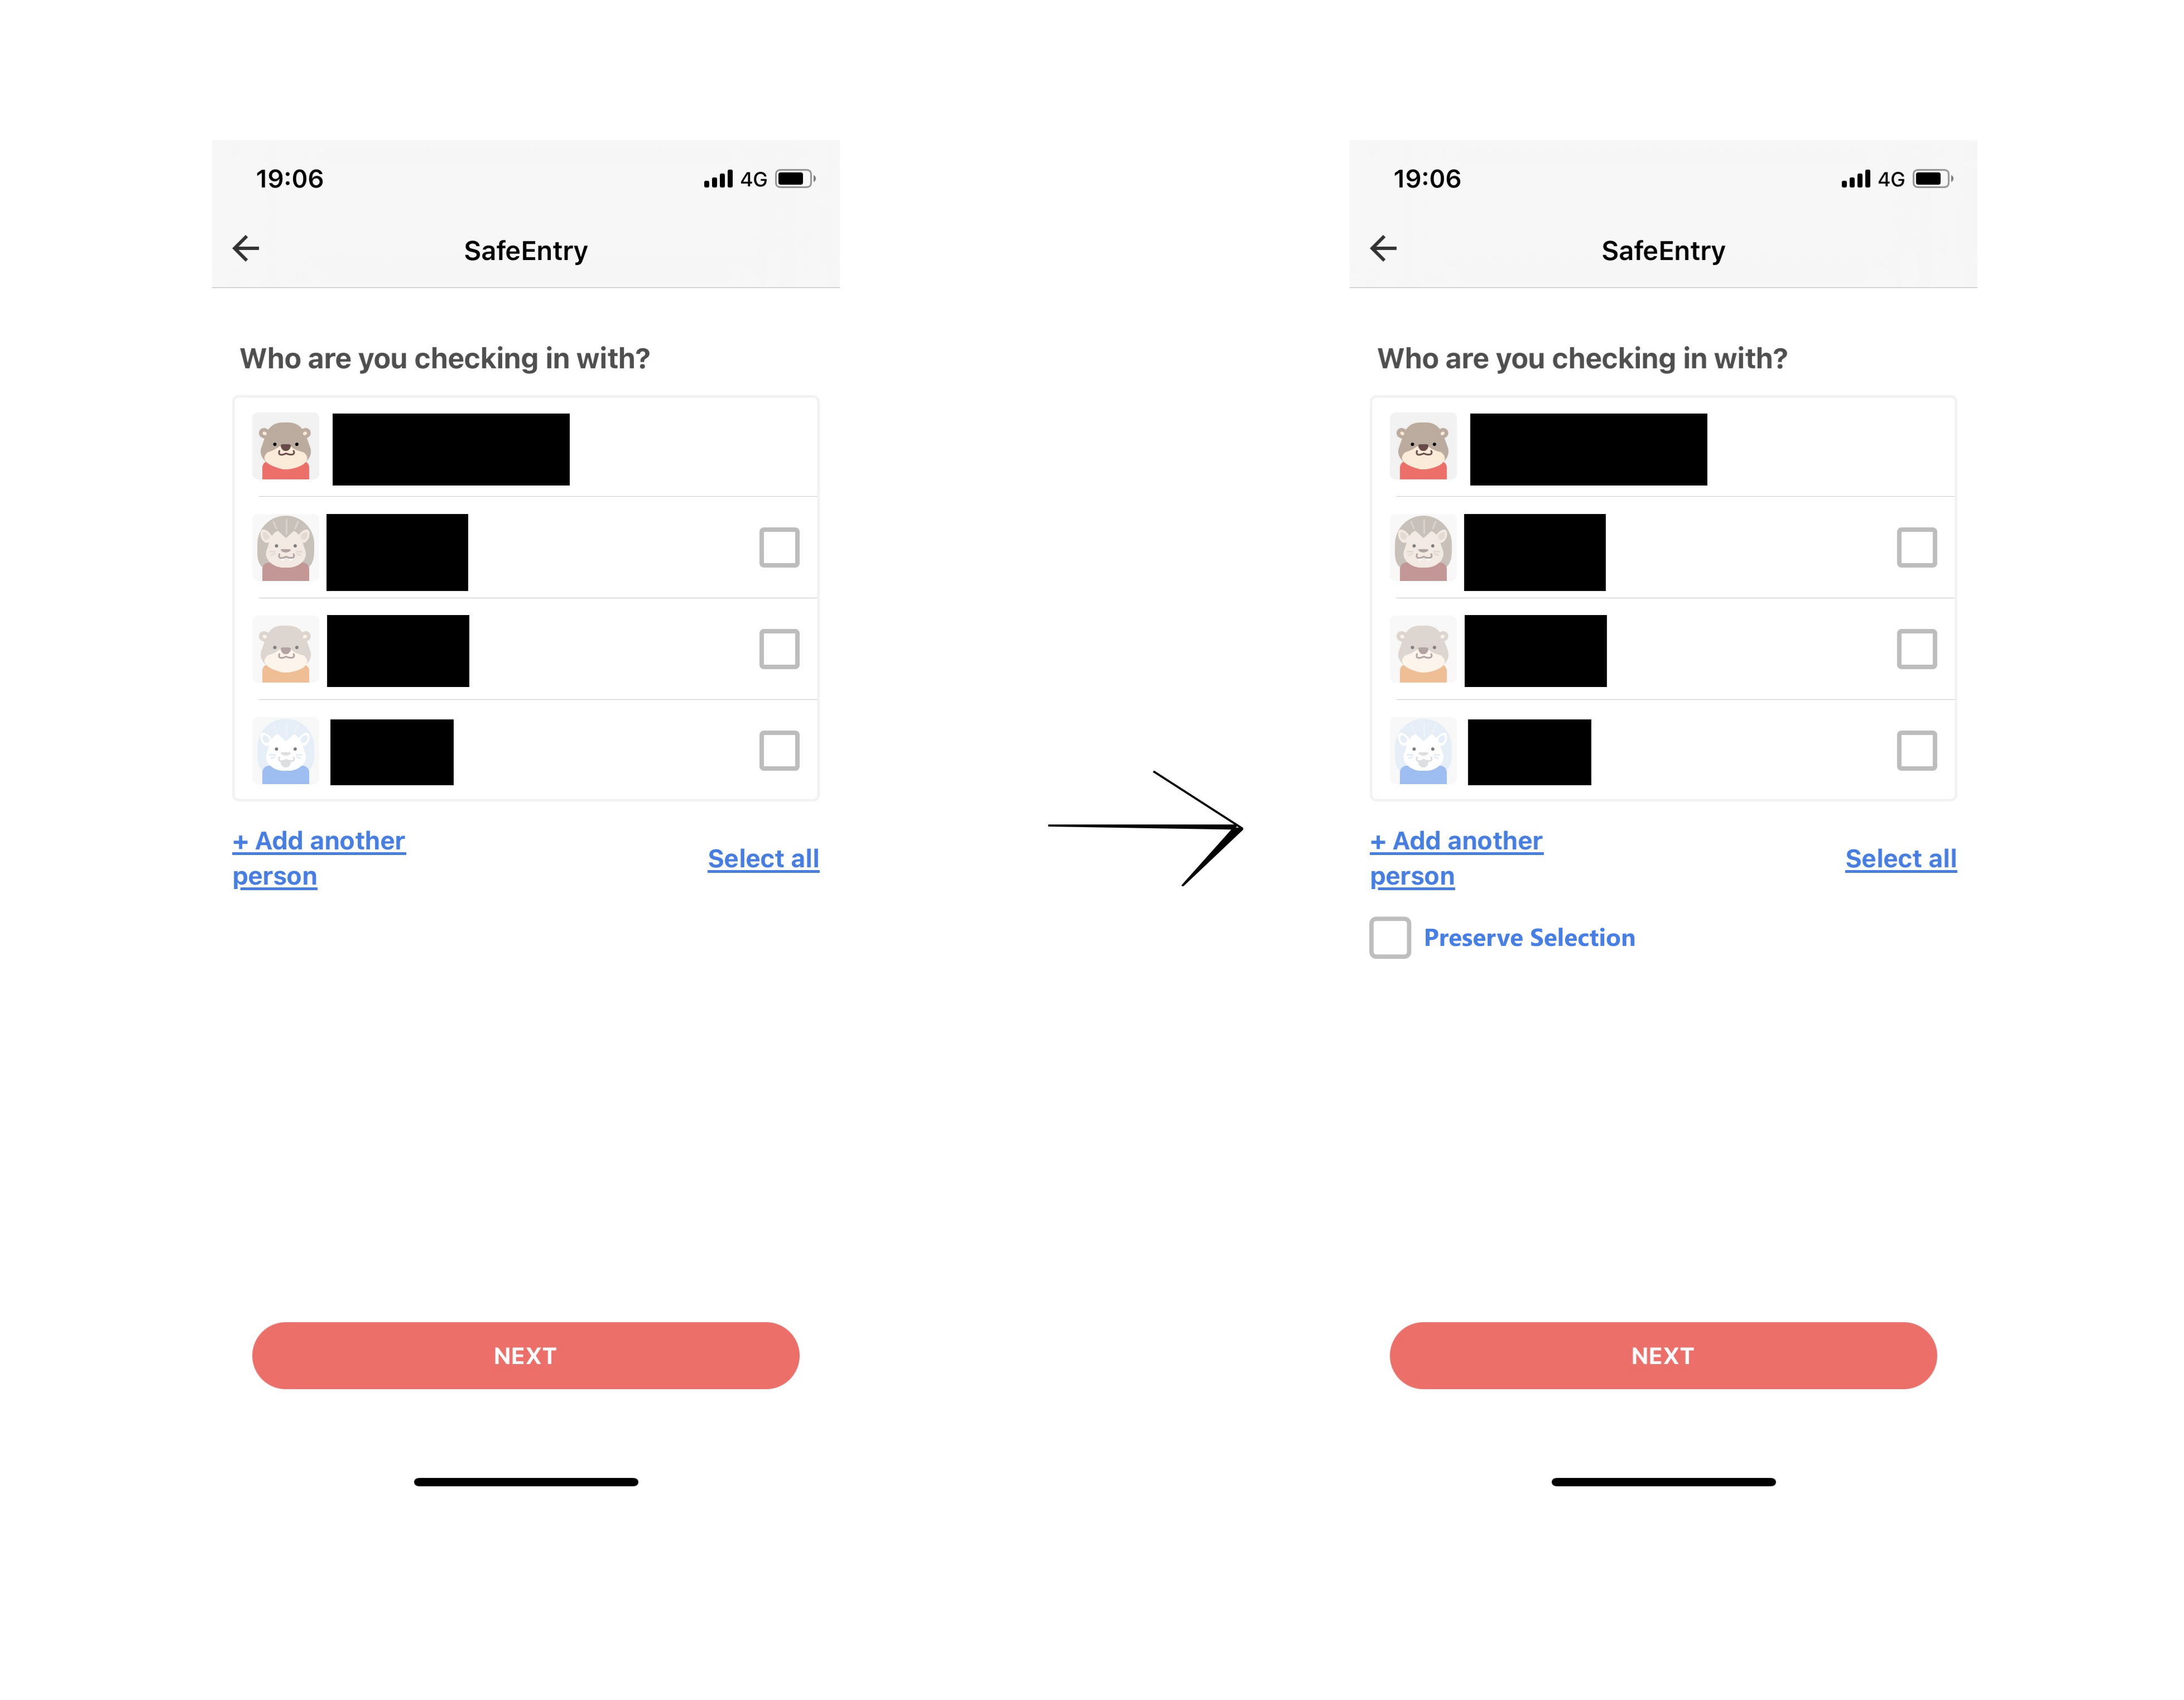 19:06
4G
SafeEntry
Who are you checking in with?
+ Add another
person
Select all
NEXT
19:06
4G
SafeEntry
Who are you checking in with?
+ Add another
person
Select all
Preserve Selection
NEXT